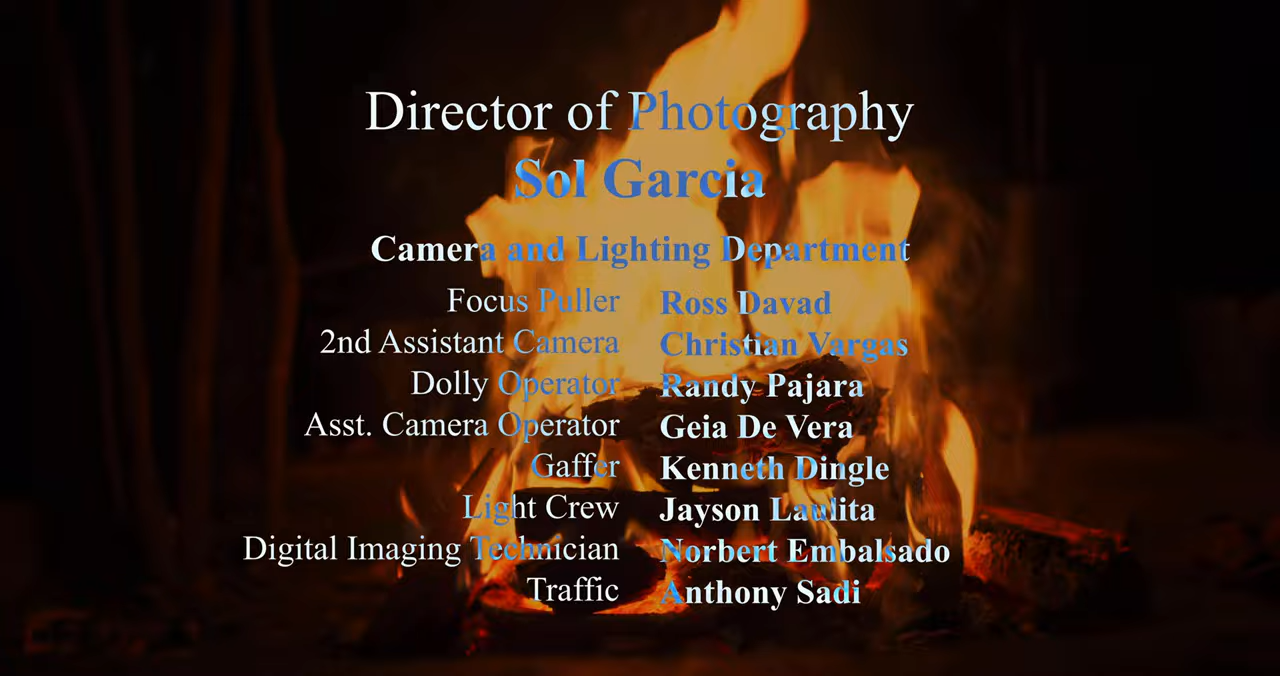 Director of Photography
Sol Garcia
Camera and Lighting Department
Focus Puller Ross Davad
2nd Assistant Camera Christian Vargas
Dolly Operator Randy Pajara
Asst. Camera Operator Geia De Vera
Gaffer Kenneth Dingle
Light Crew Jayson Laulita
Digital Imaging Technician Norbert Embalsado
Traffic Anthony Sadi